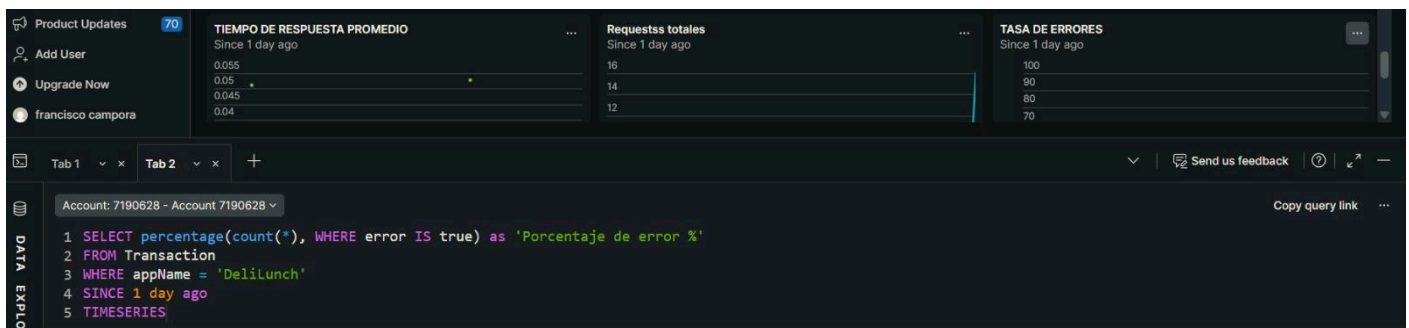 Product Updates 70
Add User
Upgrade Now
francisco campora
TIEMPO DE RESPUESTA PROMEDIO ...
Since 1 day ago
0.055
0.05
0.045
0.04
Requestss totales ...
Since 1 day ago
16
14
12
TASA DE ERRORES ...
Since 1 day ago
100
90
80
70
Tab 1
Tab 2
Send us feedback
DATA EXPLO
Account: 7190628 - Account 7190628
Copy query link ...
1 SELECT percentage(count(*), WHERE error IS true) as 'Porcentaje de error %'
2 FROM Transaction
3 WHERE appName = 'DeliLunch'
4 SINCE 1 day ago
5 TIMESERIES